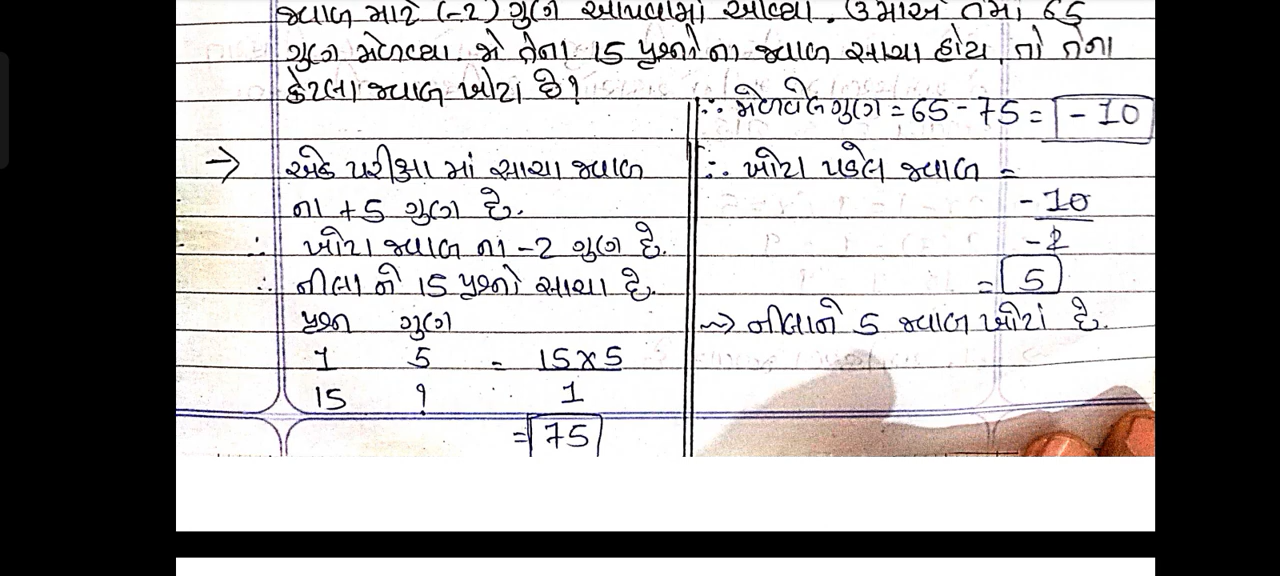 જવાબ માટે (-2) ગુણ આપવામાં આવ્યા. ઉમાએ તેમાં 65
ગુણ મેળવ્યા. જો તેના 15 પ્રશ્નોના જવાબ સાચા હોય, તો તેના
કેટલા જવાબ ખોટા છે?
→ એક પરીક્ષા માં સાચા જવાબ
ના +5 ગુણ છે.
∴ ખોટા જવાબ નાં -2 ગુણ છે.
∴ નીલા ને 15 પ્રશ્નો સાચા છે.
પ્રશ્ન ગુણ
1 5 = 15×5
15 ? 1
= 75
∴ મેળવેલ ગુણ = 65 - 75 = -10
∴ ખોટા પડેલ જવાબ =
-10
-2
= 5
⇝ નીલાને 5 જવાબ ખોટાં છે.